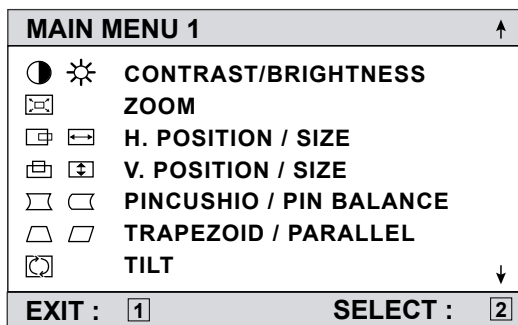 MAIN MENU 1
CONTRAST/BRIGHTNESS
ZOOM
H. POSITION / SIZE
V. POSITION / SIZE
PINCUSHIO / PIN BALANCE
TRAPEZOID / PARALLEL
TILT
EXIT : 1 SELECT : 2